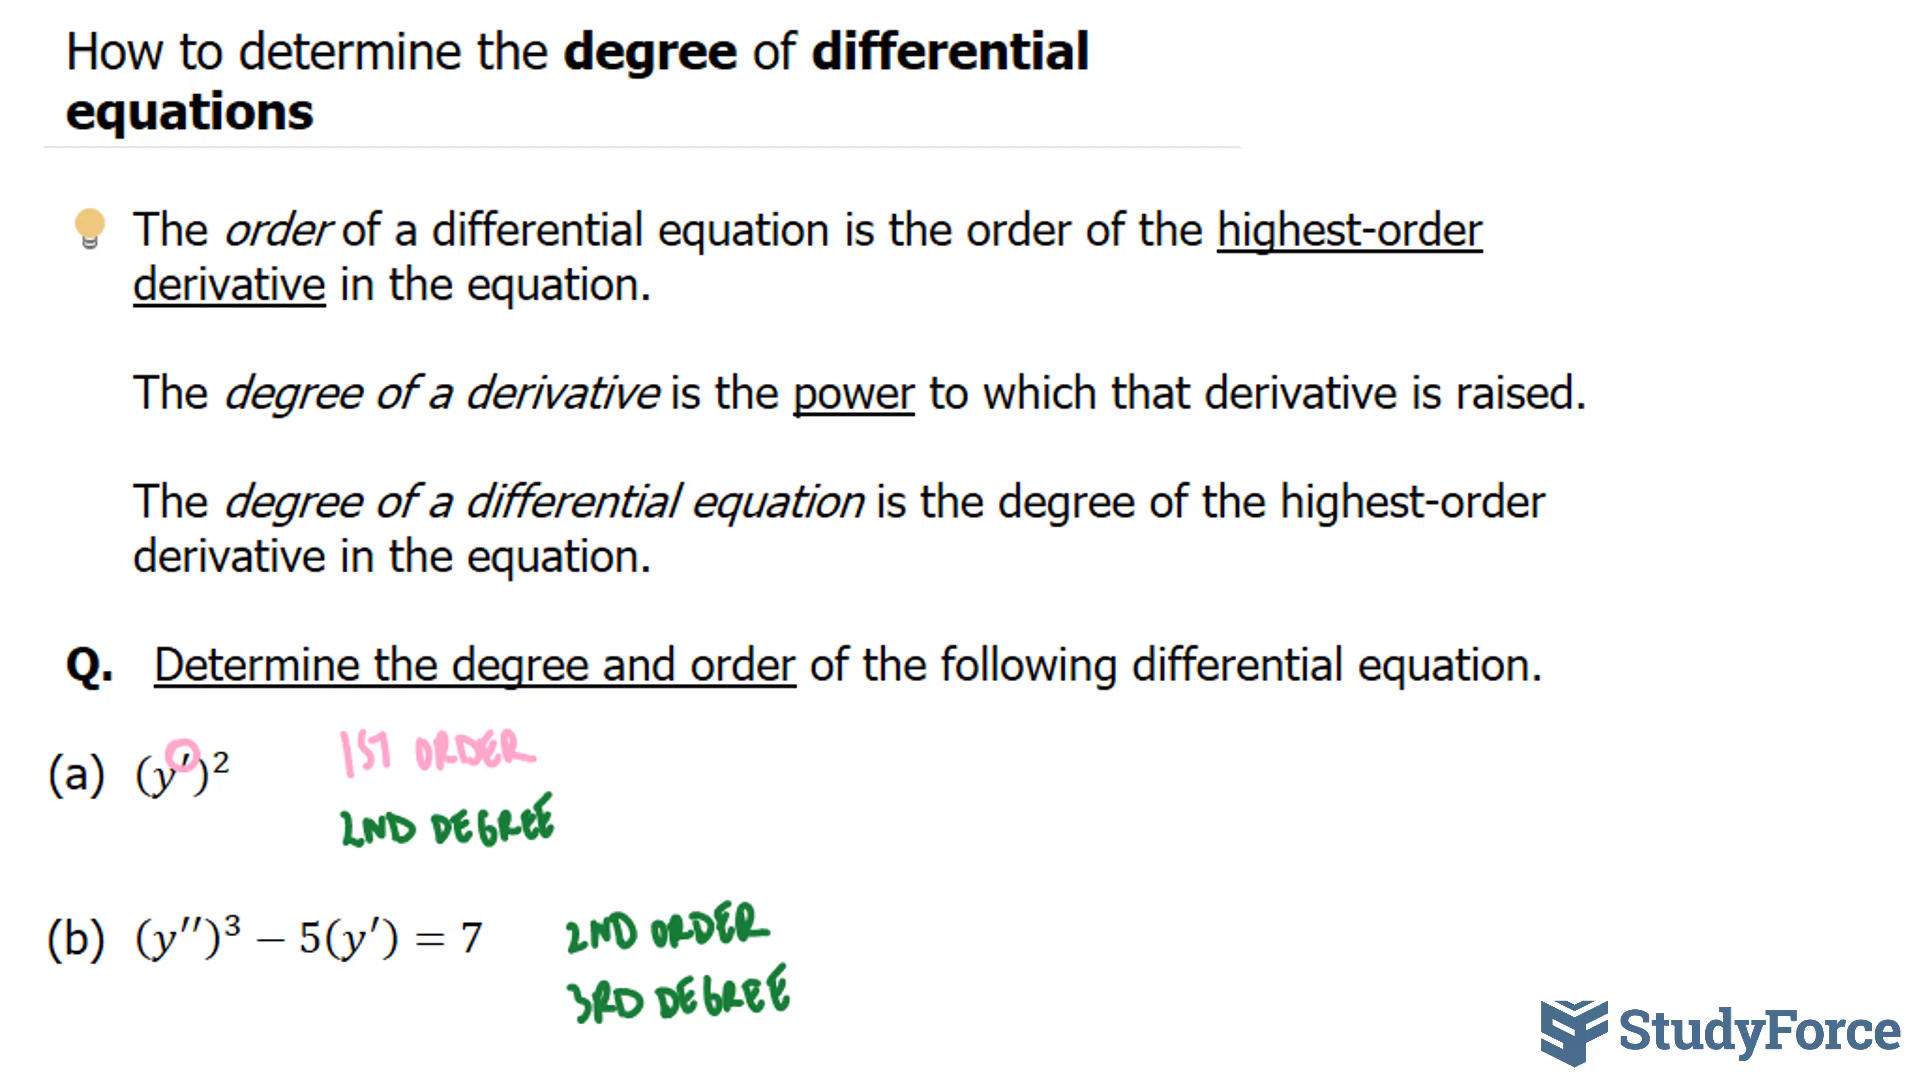 How to determine the degree of differential
equations
The order of a differential equation is the order of the highest-order
derivative in the equation.
The degree of a derivative is the power to which that derivative is raised.
The degree of a differential equation is the degree of the highest-order
derivative in the equation.
Q. Determine the degree and order of the following differential equation.
(a) (y′)² 1ST ORDER
2ND DEGREE
(b) (y′′)³ − 5(y′) = 7 2ND ORDER
3RD DEGREE
StudyForce